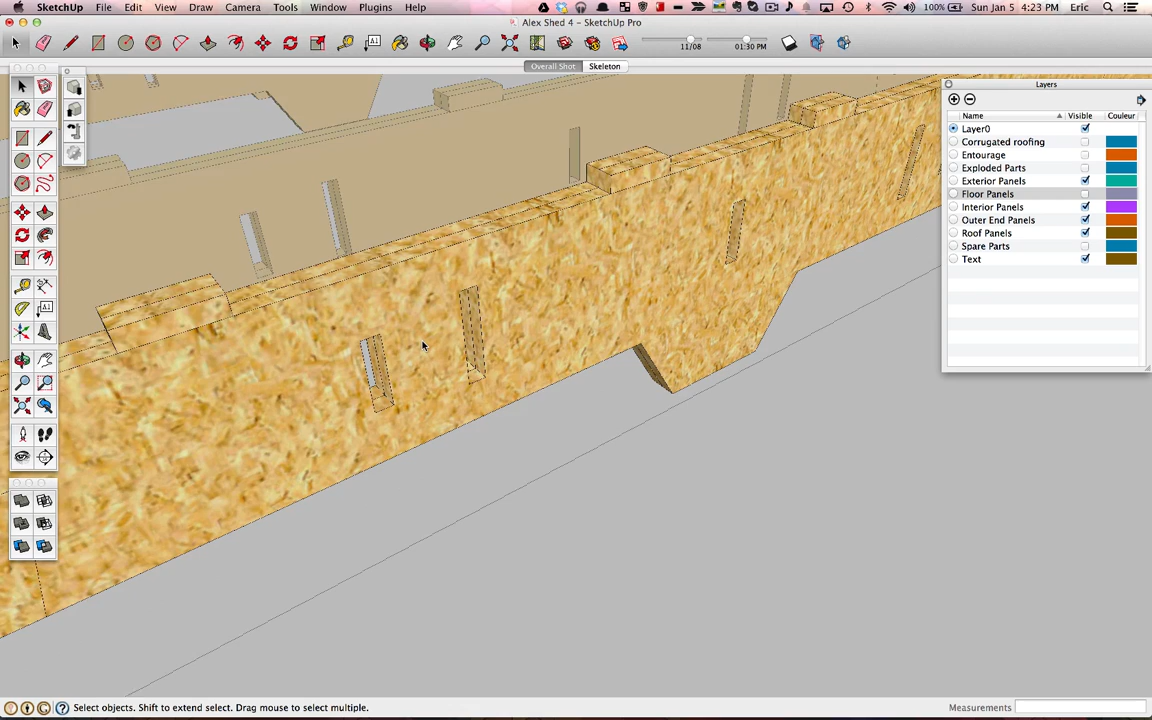 SketchUp File Edit View Draw Camera Tools Window Plugins Help 100% Sun Jan 5 4:23 PM Eric
Alex Shed 4 – SketchUp Pro
11/08 01:30 PM
Overall Shot Skeleton
Layers
Name Visible Colour
Layer0
Corrugated roofing
Entourage
Exploded Parts
Exterior Panels
Floor Panels
Interior Panels
Outer End Panels
Roof Panels
Spare Parts
Text
Select objects. Shift to extend select. Drag mouse to select multiple.
Measurements